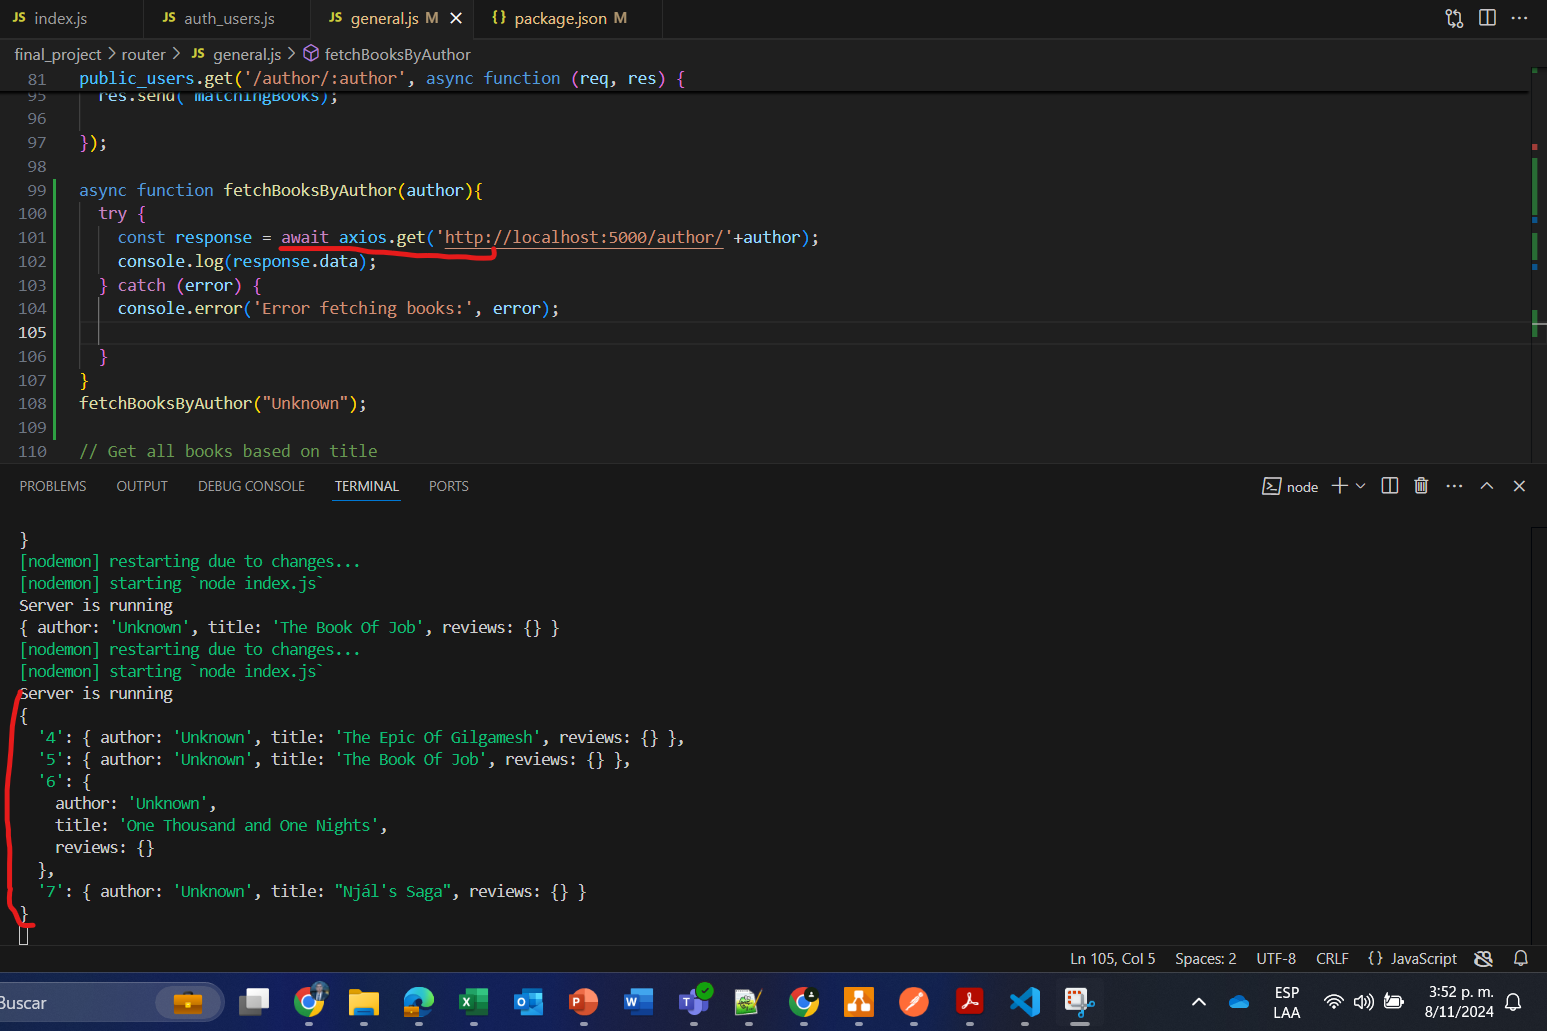 JS index.js
JS auth_users.js
JS general.js M
{} package.json M
final_project > router > JS general.js > fetchBooksByAuthor
81 public_users.get('/author/:author', async function (req, res) {
95 res.send( matchingBooks);
96
97 });
98
99 async function fetchBooksByAuthor(author){
100 try {
101 const response = await axios.get('http://localhost:5000/author/'+author);
102 console.log(response.data);
103 } catch (error) {
104 console.error('Error fetching books:', error);
105
106 }
107 }
108 fetchBooksByAuthor("Unknown");
109
110 // Get all books based on title
PROBLEMS OUTPUT DEBUG CONSOLE TERMINAL PORTS
node
}
[nodemon] restarting due to changes...
[nodemon] starting `node index.js`
Server is running
{ author: 'Unknown', title: 'The Book Of Job', reviews: {} }
[nodemon] restarting due to changes...
[nodemon] starting `node index.js`
Server is running
{
'4': { author: 'Unknown', title: 'The Epic Of Gilgamesh', reviews: {} },
'5': { author: 'Unknown', title: 'The Book Of Job', reviews: {} },
'6': {
author: 'Unknown',
title: 'One Thousand and One Nights',
reviews: {}
},
'7': { author: 'Unknown', title: "Njál's Saga", reviews: {} }
}
Ln 105, Col 5 Spaces: 2 UTF-8 CRLF {} JavaScript
Buscar
ESP
LAA
3:52 p. m.
8/11/2024